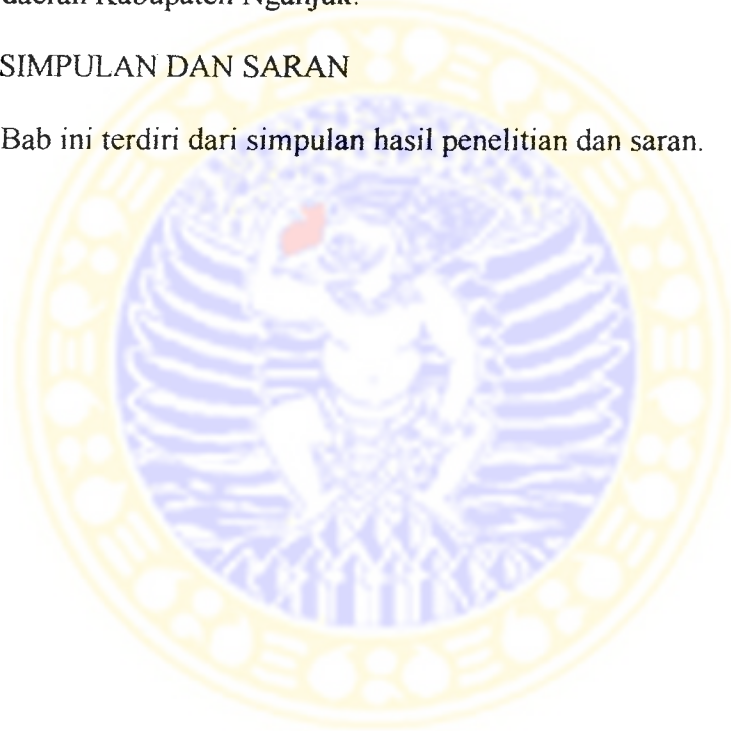 daerah Kabupaten Nganjuk.
SIMPULAN DAN SARAN
Bab ini terdiri dari simpulan hasil penelitian dan saran.